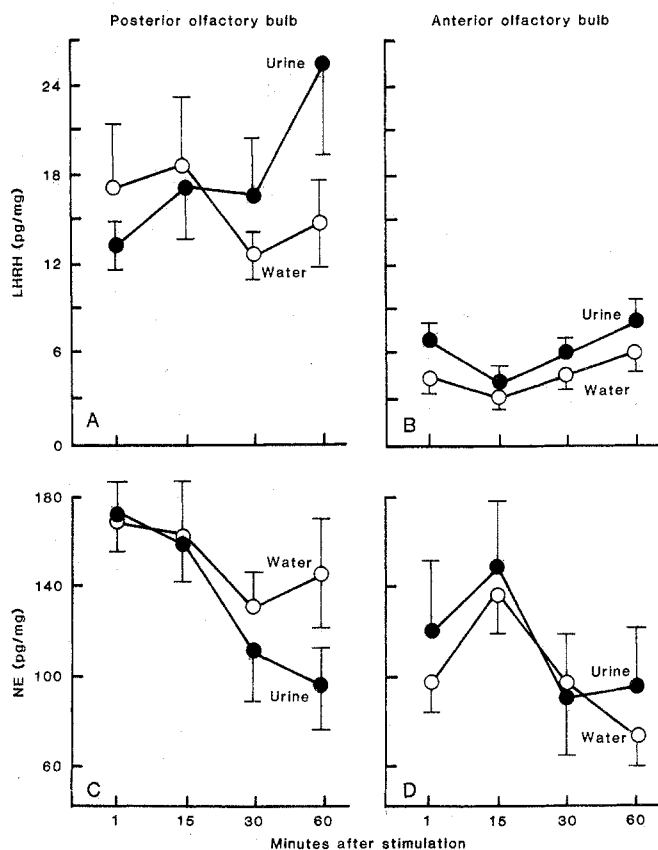 Posterior olfactory bulb
Anterior olfactory bulb
LHRH (pg/mg)
24
18
12
6
0
Urine
Water
A
Urine
Water
B
NE (pg/mg)
180
140
100
60
Water
Urine
C
Urine
Water
D
1 15 30 60
1 15 30 60
Minutes after stimulation